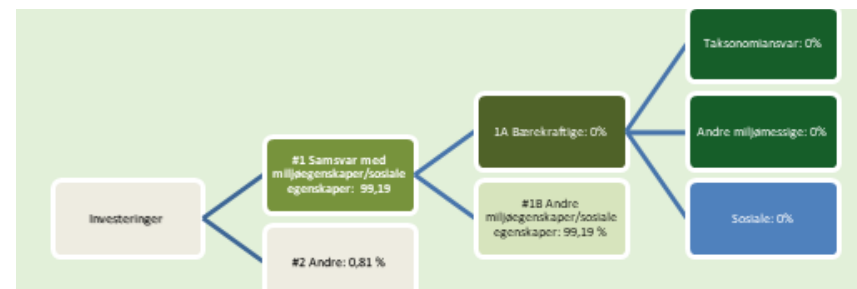 Investeringer
#1 Samsvar med
miljøegenskaper/sosiale
egenskaper: 99,19
#2 Andre: 0,81 %
1A Bærekraftige: 0%
#1B Andre
miljøegenskaper/sosiale
egenskaper: 99,19 %
Taksonomiansvar: 0%
Andre miljømessige: 0%
Sosiale: 0%